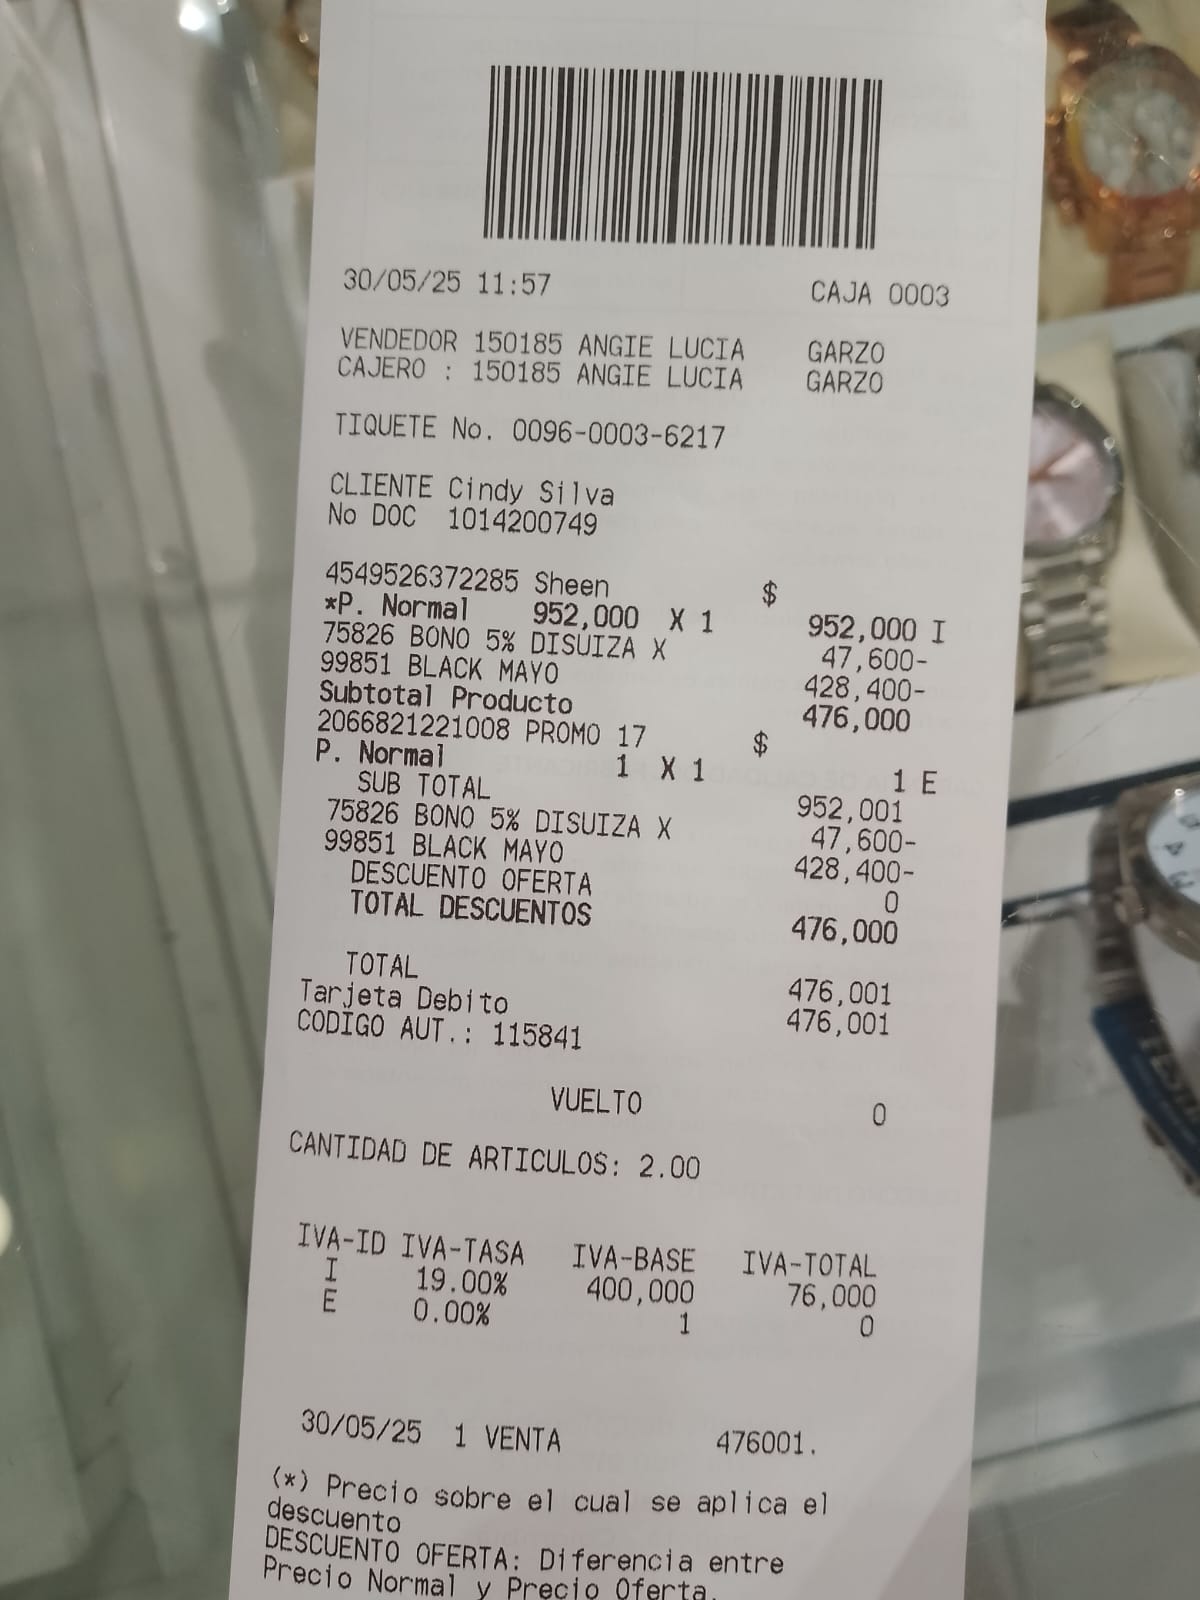 30/05/25 11:57 CAJA 0003
VENDEDOR 150185 ANGIE LUCIA GARZO
CAJERO : 150185 ANGIE LUCIA GARZO
TIQUETE No. 0096-0003-6217
CLIENTE Cindy Silva
No DOC 1014200749
4549526372285 Sheen $
*P. Normal 952,000 X 1 952,000 I
75826 BONO 5% DISUIZA X 47,600-
99851 BLACK MAYO 428,400-
Subtotal Producto 476,000
2066821221008 PROMO 17 $
P. Normal 1 X 1 1 E
SUB TOTAL 952,001
75826 BONO 5% DISUIZA X 47,600-
99851 BLACK MAYO 428,400-
DESCUENTO OFERTA 0
TOTAL DESCUENTOS 476,000
TOTAL 476,001
Tarjeta Debito 476,001
CODIGO AUT.: 115841
VUELTO 0
CANTIDAD DE ARTICULOS: 2.00
IVA-ID IVA-TASA IVA-BASE IVA-TOTAL
I 19.00% 400,000 76,000
E 0.00% 1 0
30/05/25 1 VENTA 476001.
(*) Precio sobre el cual se aplica el
descuento
DESCUENTO OFERTA: Diferencia entre
Precio Normal y Precio Oferta.